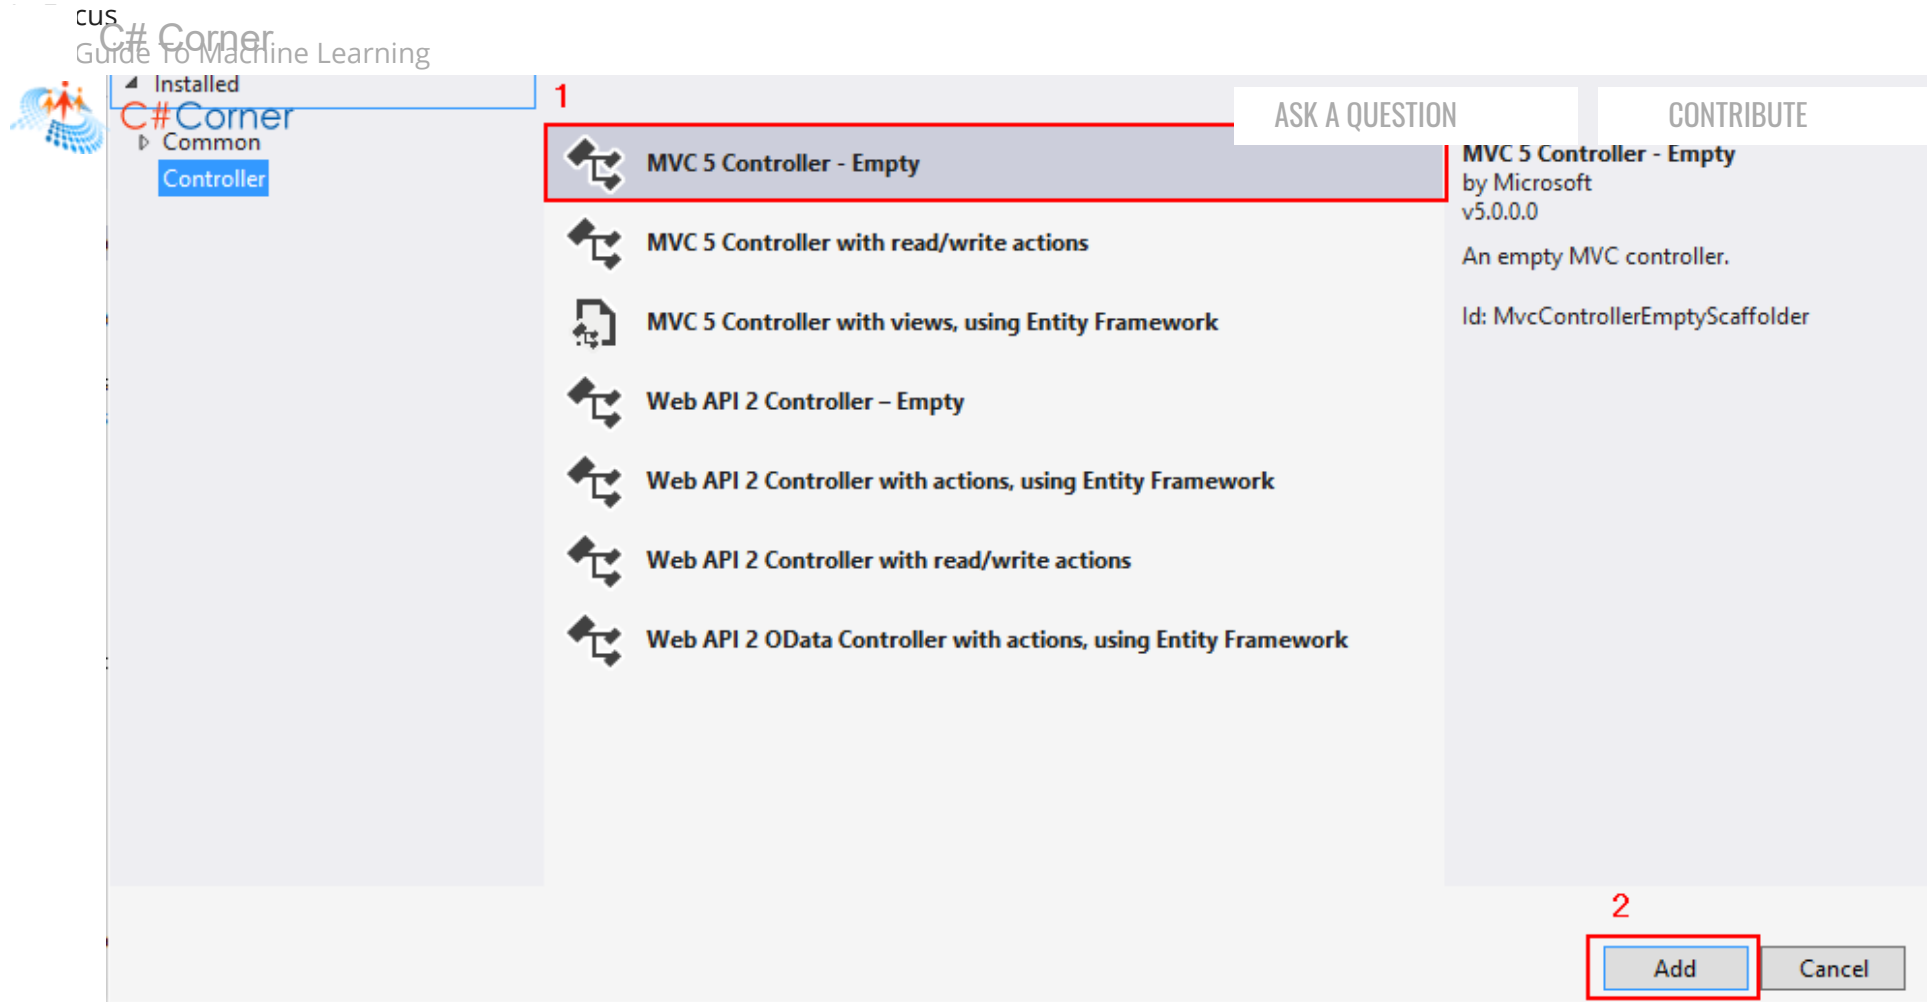 cus
C# Corner
Guide To Machine Learning
Installed
1
ASK A QUESTION
CONTRIBUTE
C# Corner
Common
Controller
MVC 5 Controller - Empty
MVC 5 Controller with read/write actions
MVC 5 Controller with views, using Entity Framework
Web API 2 Controller – Empty
Web API 2 Controller with actions, using Entity Framework
Web API 2 Controller with read/write actions
Web API 2 OData Controller with actions, using Entity Framework
MVC 5 Controller - Empty
by Microsoft
v5.0.0.0
An empty MVC controller.
Id: MvcControllerEmptyScaffolder
2
Add
Cancel